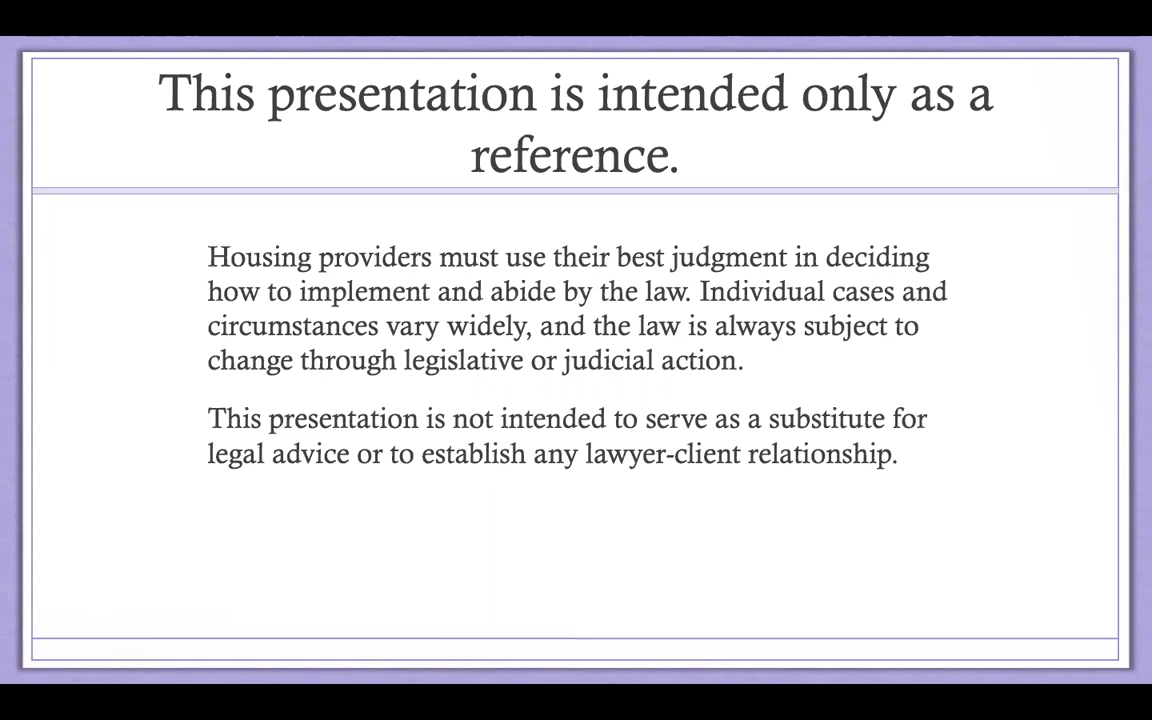 This presentation is intended only as a
reference.
Housing providers must use their best judgment in deciding
how to implement and abide by the law. Individual cases and
circumstances vary widely, and the law is always subject to
change through legislative or judicial action.
This presentation is not intended to serve as a substitute for
legal advice or to establish any lawyer-client relationship.